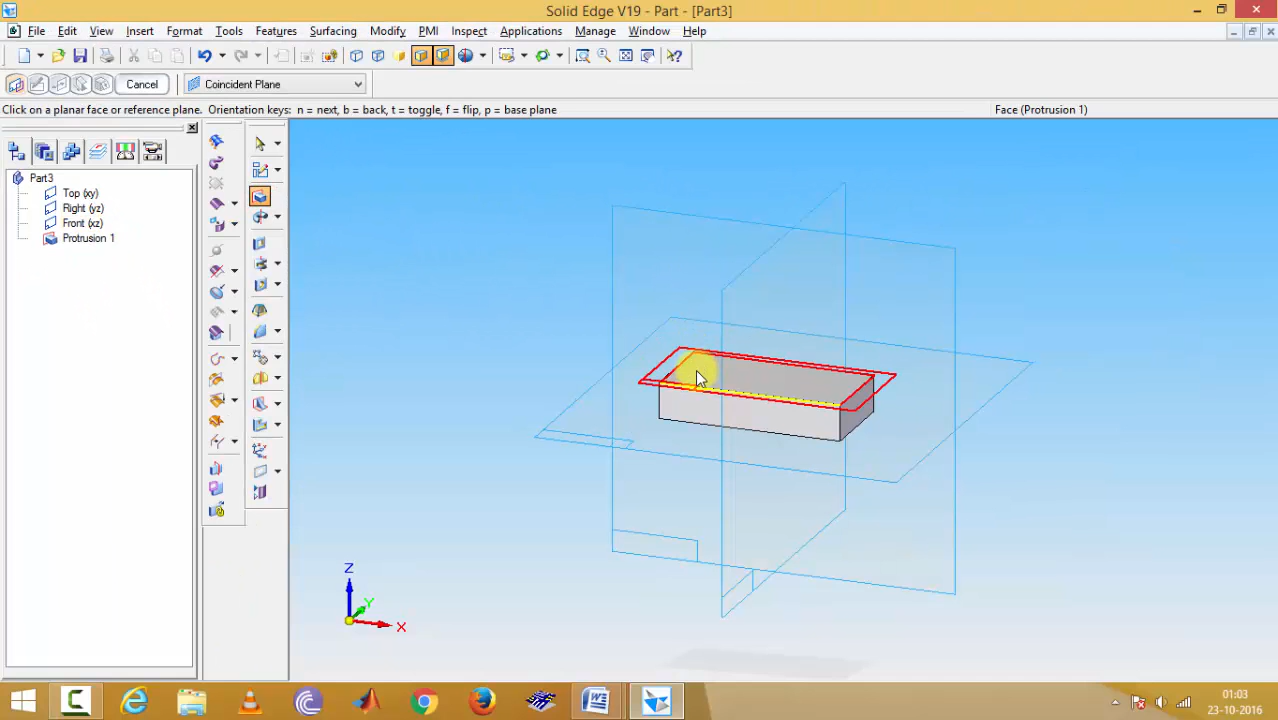 Solid Edge V19 - Part - [Part3]
File Edit View Insert Format Tools Features Surfacing Modify PMI Inspect Applications Manage Window Help
Cancel Coincident Plane
Click on a planar face or reference plane. Orientation keys: n = next, b = back, t = toggle, f = flip, p = base plane Face (Protrusion 1)
Part3
Top (xy)
Right (yz)
Front (xz)
Protrusion 1
Z
Y
X
01:03
23-10-2016